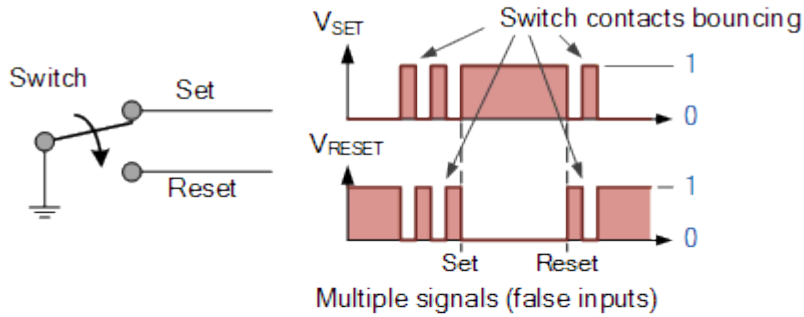 Switch contacts bouncing
VSET
1
0
Switch
Set
Reset
VRESET
1
0
Set
Reset
Multiple signals (false inputs)